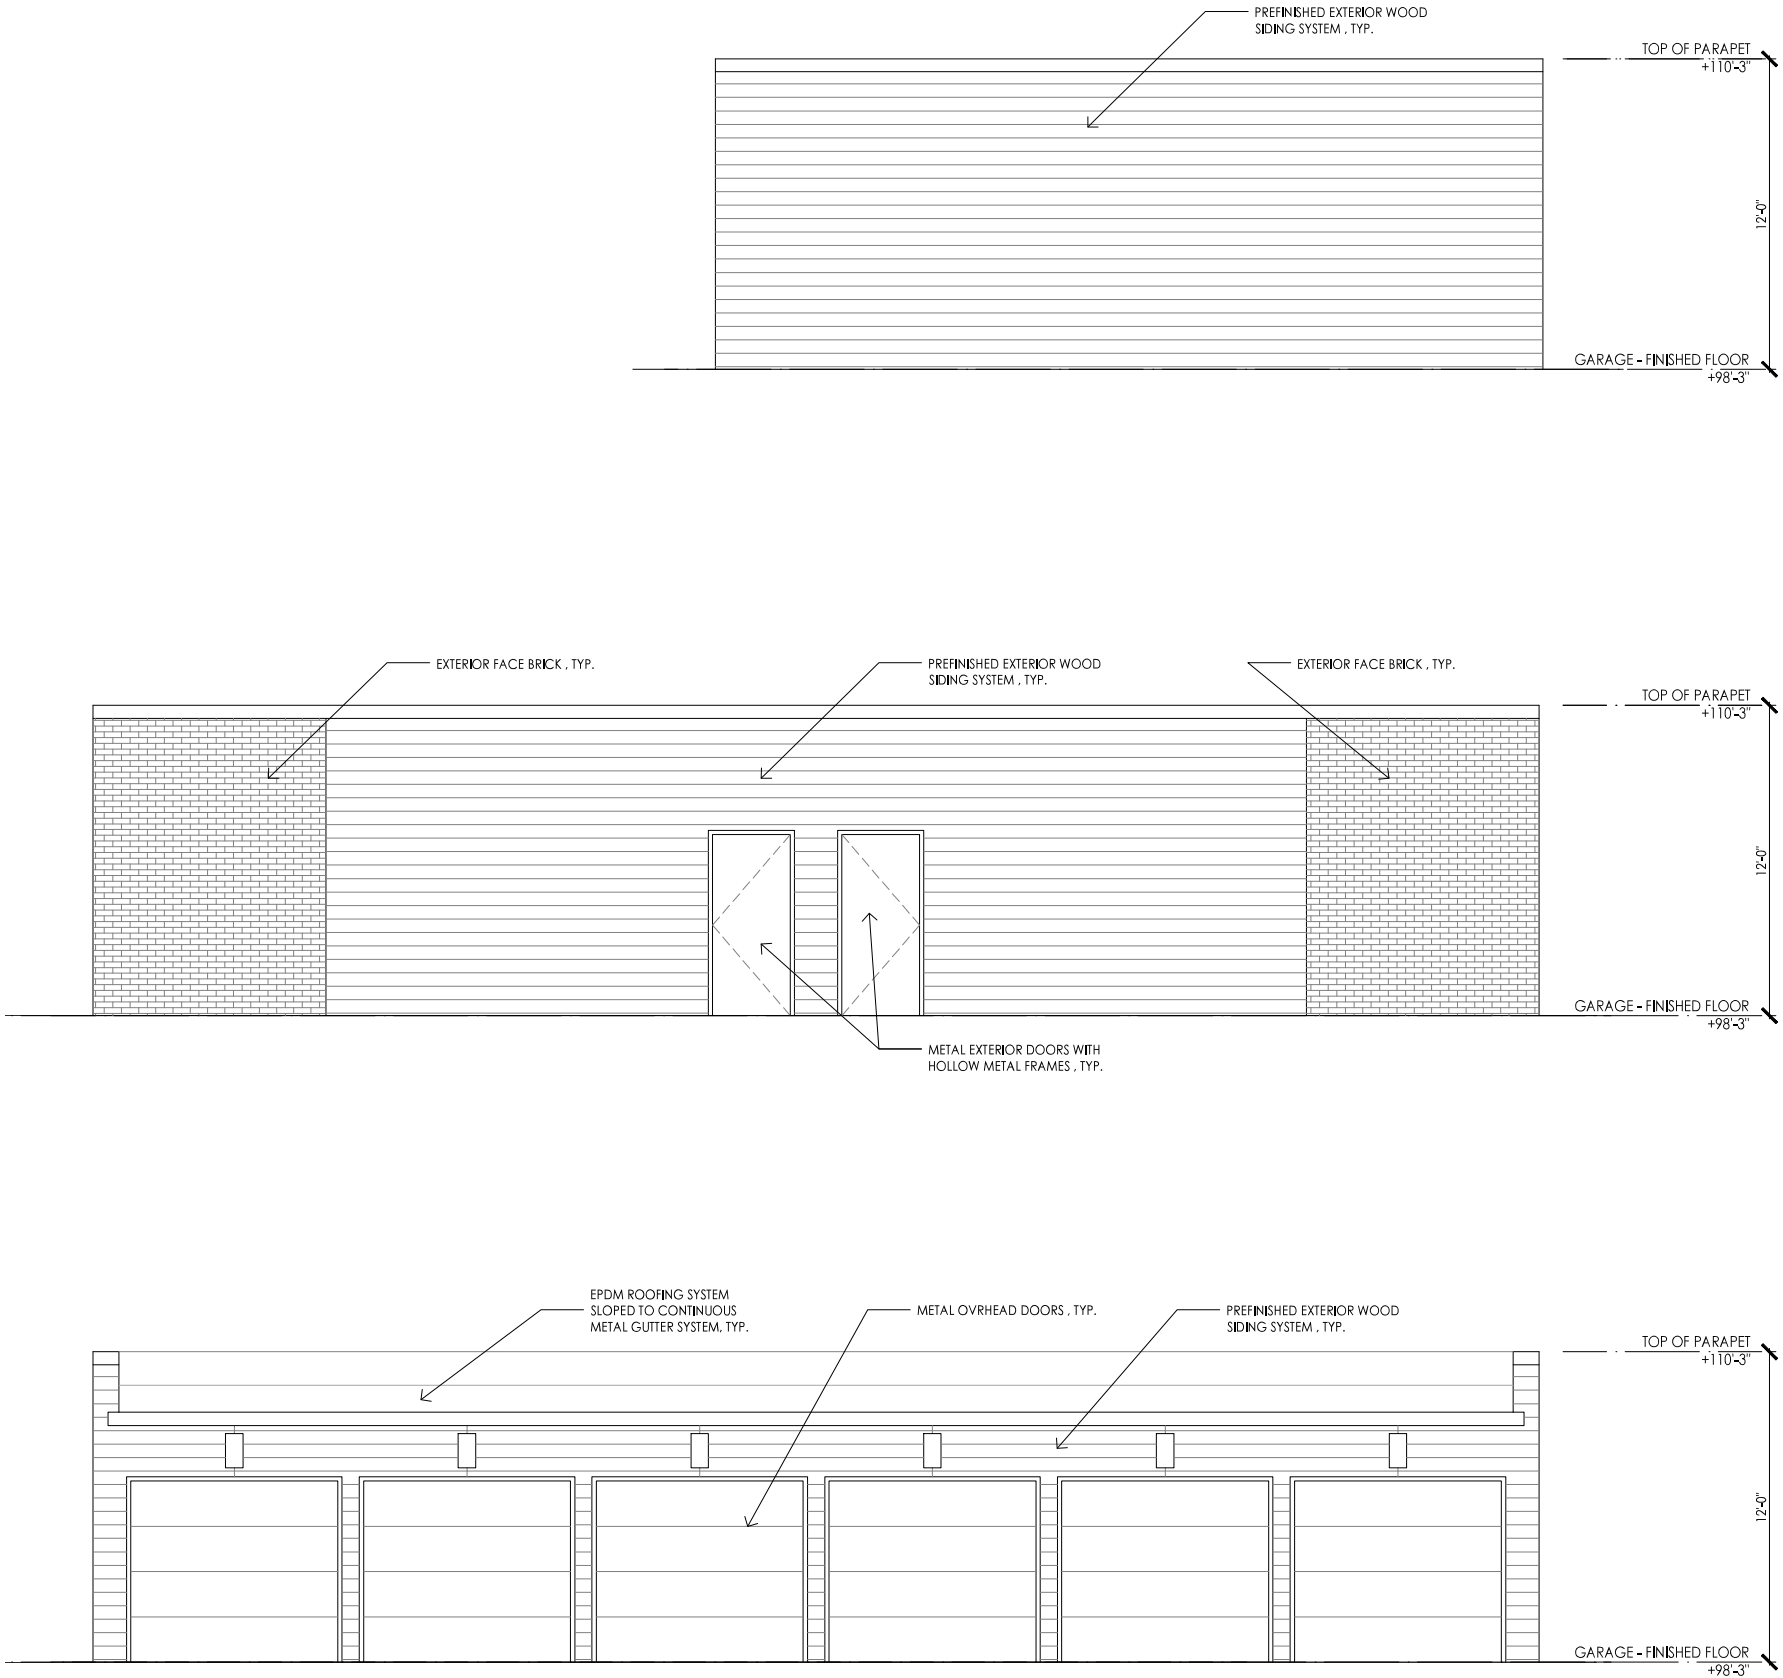 PREFINISHED EXTERIOR WOOD
SIDING SYSTEM , TYP.
TOP OF PARAPET
+110'-3"
12'-0"
GARAGE - FINISHED FLOOR
+98'-3"
EXTERIOR FACE BRICK , TYP.
PREFINISHED EXTERIOR WOOD
SIDING SYSTEM , TYP.
EXTERIOR FACE BRICK , TYP.
TOP OF PARAPET
+110'-3"
12'-0"
GARAGE - FINISHED FLOOR
+98'-3"
METAL EXTERIOR DOORS WITH
HOLLOW METAL FRAMES , TYP.
EPDM ROOFING SYSTEM
SLOPED TO CONTINUOUS
METAL GUTTER SYSTEM, TYP.
METAL OVRHEAD DOORS , TYP.
PREFINISHED EXTERIOR WOOD
SIDING SYSTEM , TYP.
TOP OF PARAPET
+110'-3"
12'-0"
GARAGE - FINISHED FLOOR
+98'-3"